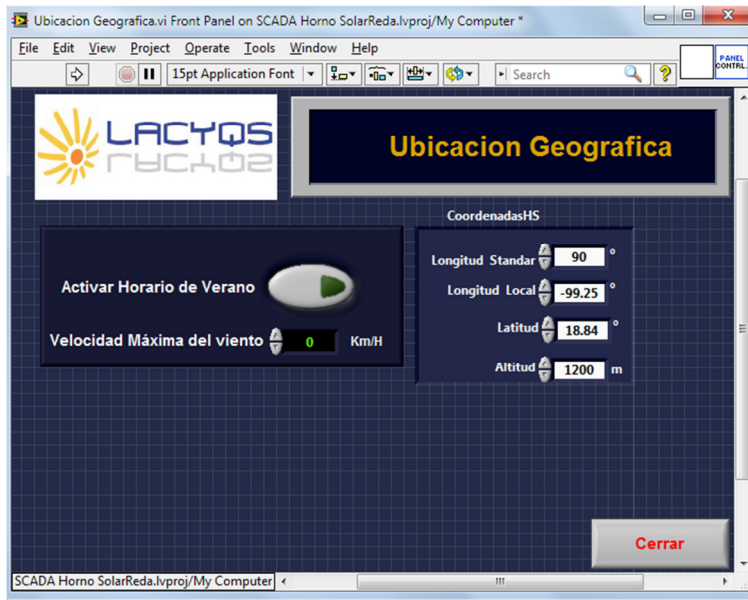 Ubicacion Geografica.vi Front Panel on SCADA Horno SolarReda.lvproj/My Computer *
File Edit View Project Operate Tools Window Help
15pt Application Font
Search
PANEL
CONTRL.
LACYQS
Ubicacion Geografica
CoordenadasHS
Longitud Standar 90 °
Activar Horario de Verano
Longitud Local -99.25 °
Latitud 18.84 °
Velocidad Máxima del viento 0 Km/H
Altitud 1200 m
Cerrar
SCADA Horno SolarReda.lvproj/My Computer